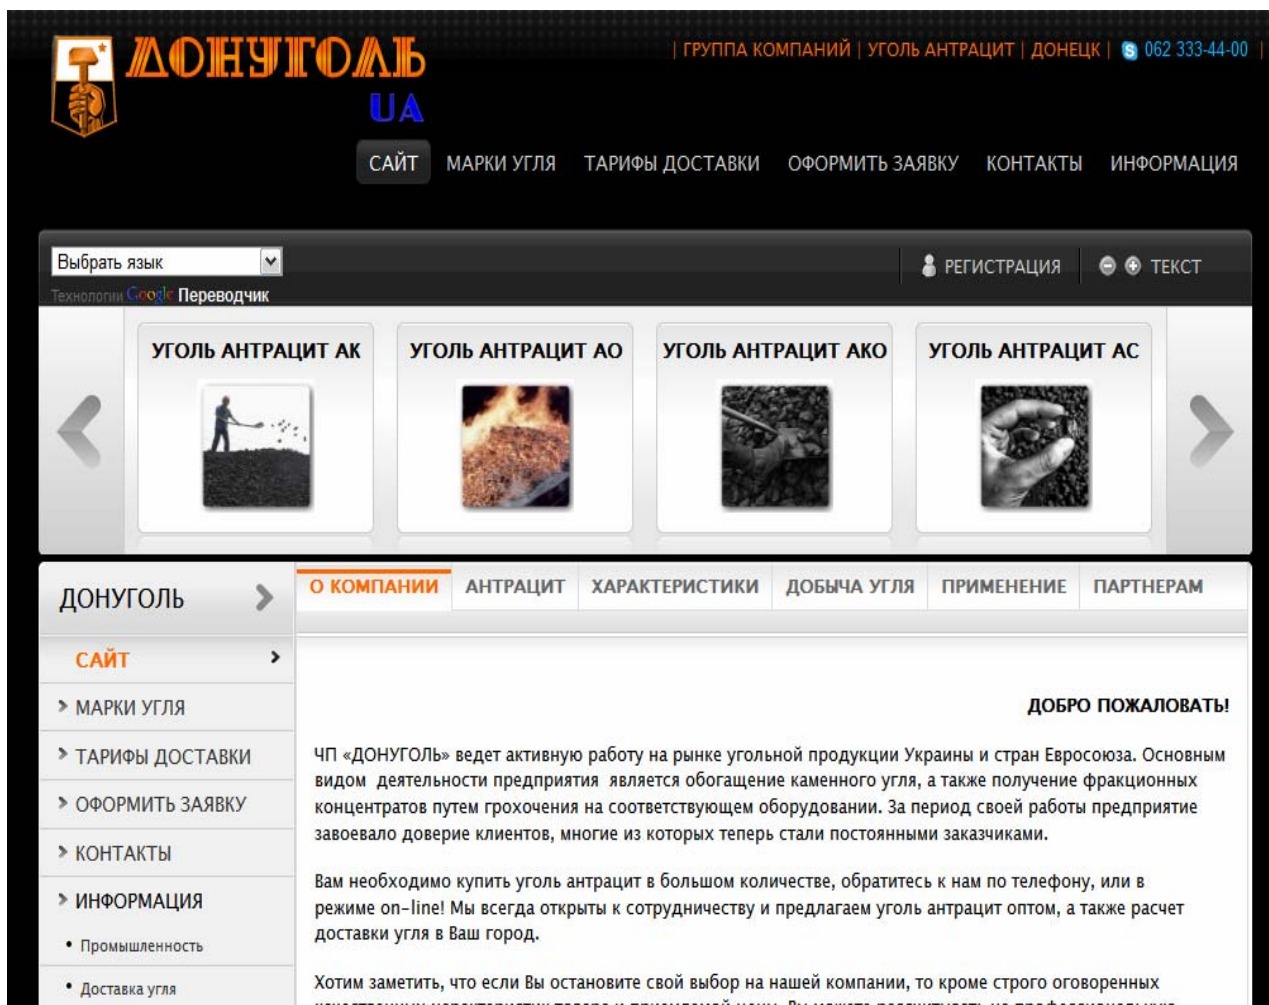 ДОНУГОЛЬ
UA
| ГРУППА КОМПАНИЙ | УГОЛЬ АНТРАЦИТ | ДОНЕЦК | 062 333-44-00 |
САЙТ МАРКИ УГЛЯ ТАРИФЫ ДОСТАВКИ ОФОРМИТЬ ЗАЯВКУ КОНТАКТЫ ИНФОРМАЦИЯ
Выбрать язык
РЕГИСТРАЦИЯ ТЕКСТ
Технологии Google Переводчик
УГОЛЬ АНТРАЦИТ АК УГОЛЬ АНТРАЦИТ АО УГОЛЬ АНТРАЦИТ АКО УГОЛЬ АНТРАЦИТ АС
ДОНУГОЛЬ
САЙТ
МАРКИ УГЛЯ
ТАРИФЫ ДОСТАВКИ
ОФОРМИТЬ ЗАЯВКУ
КОНТАКТЫ
ИНФОРМАЦИЯ
• Промышленность
• Доставка угля
О КОМПАНИИ АНТРАЦИТ ХАРАКТЕРИСТИКИ ДОБЫЧА УГЛЯ ПРИМЕНЕНИЕ ПАРТНЕРАМ
ДОБРО ПОЖАЛОВАТЬ!
ЧП «ДОНУГОЛЬ» ведет активную работу на рынке угольной продукции Украины и стран Евросоюза. Основным
видом деятельности предприятия является обогащение каменного угля, а также получение фракционных
концентратов путем грохочения на соответствующем оборудовании. За период своей работы предприятие
завоевало доверие клиентов, многие из которых теперь стали постоянными заказчиками.
Вам необходимо купить уголь антрацит в большом количестве, обратитесь к нам по телефону, или в
режиме on-line! Мы всегда открыты к сотрудничеству и предлагаем уголь антрацит оптом, а также расчет
доставки угля в Ваш город.
Хотим заметить, что если Вы остановите свой выбор на нашей компании, то кроме строго оговоренных